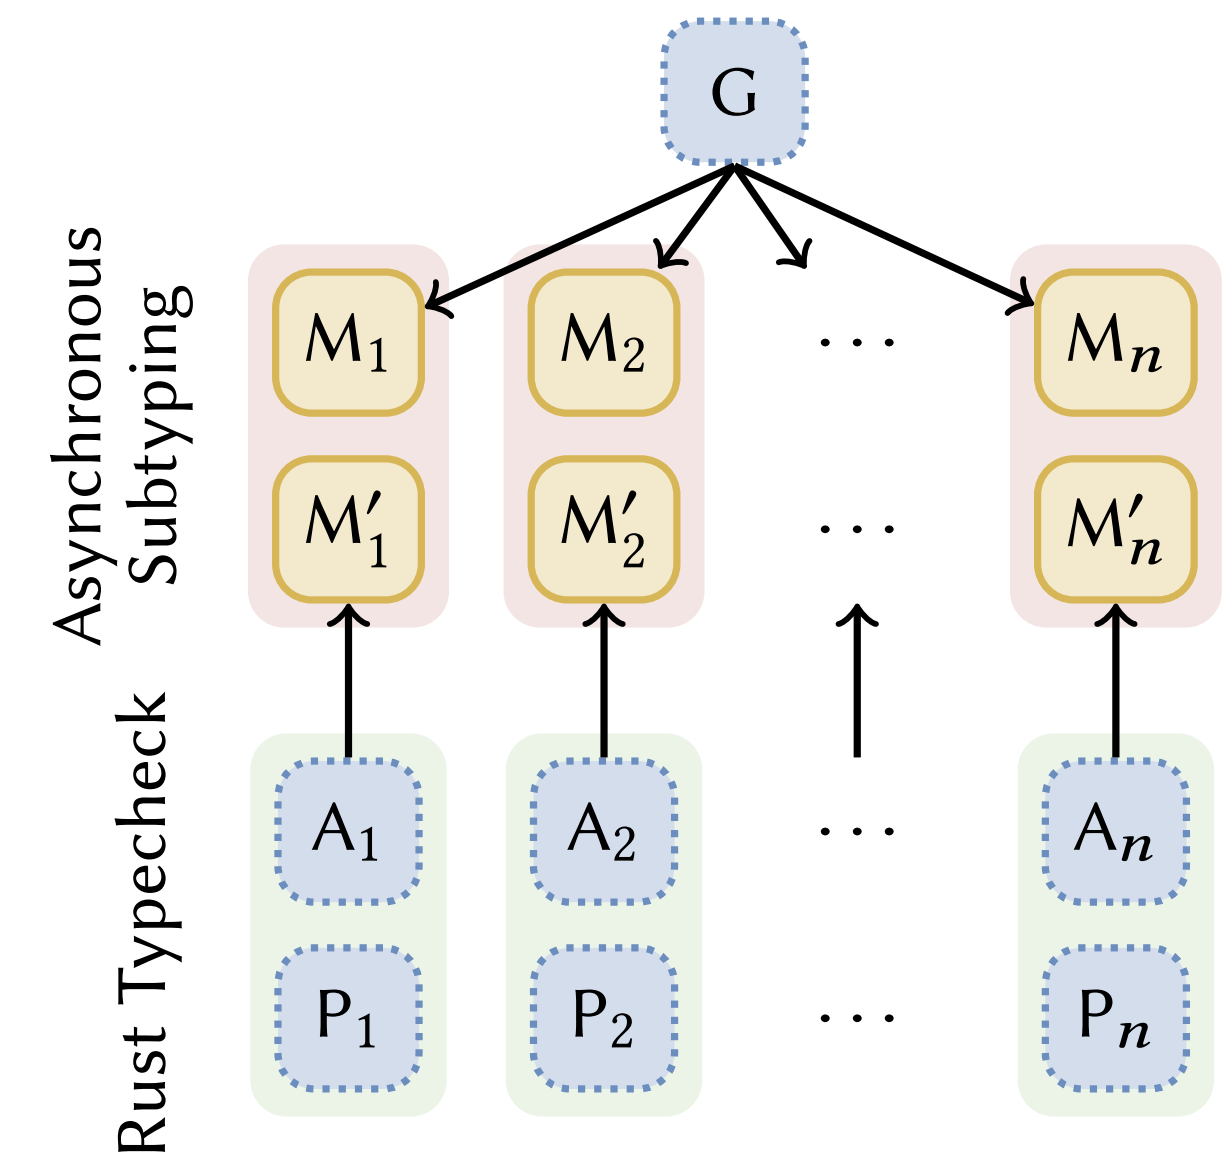 G
Asynchronous
Subtyping
M₁ M₂ ... Mₙ
M′₁ M′₂ ... M′ₙ
Rust Typecheck
A₁ A₂ ... Aₙ
P₁ P₂ ... Pₙ